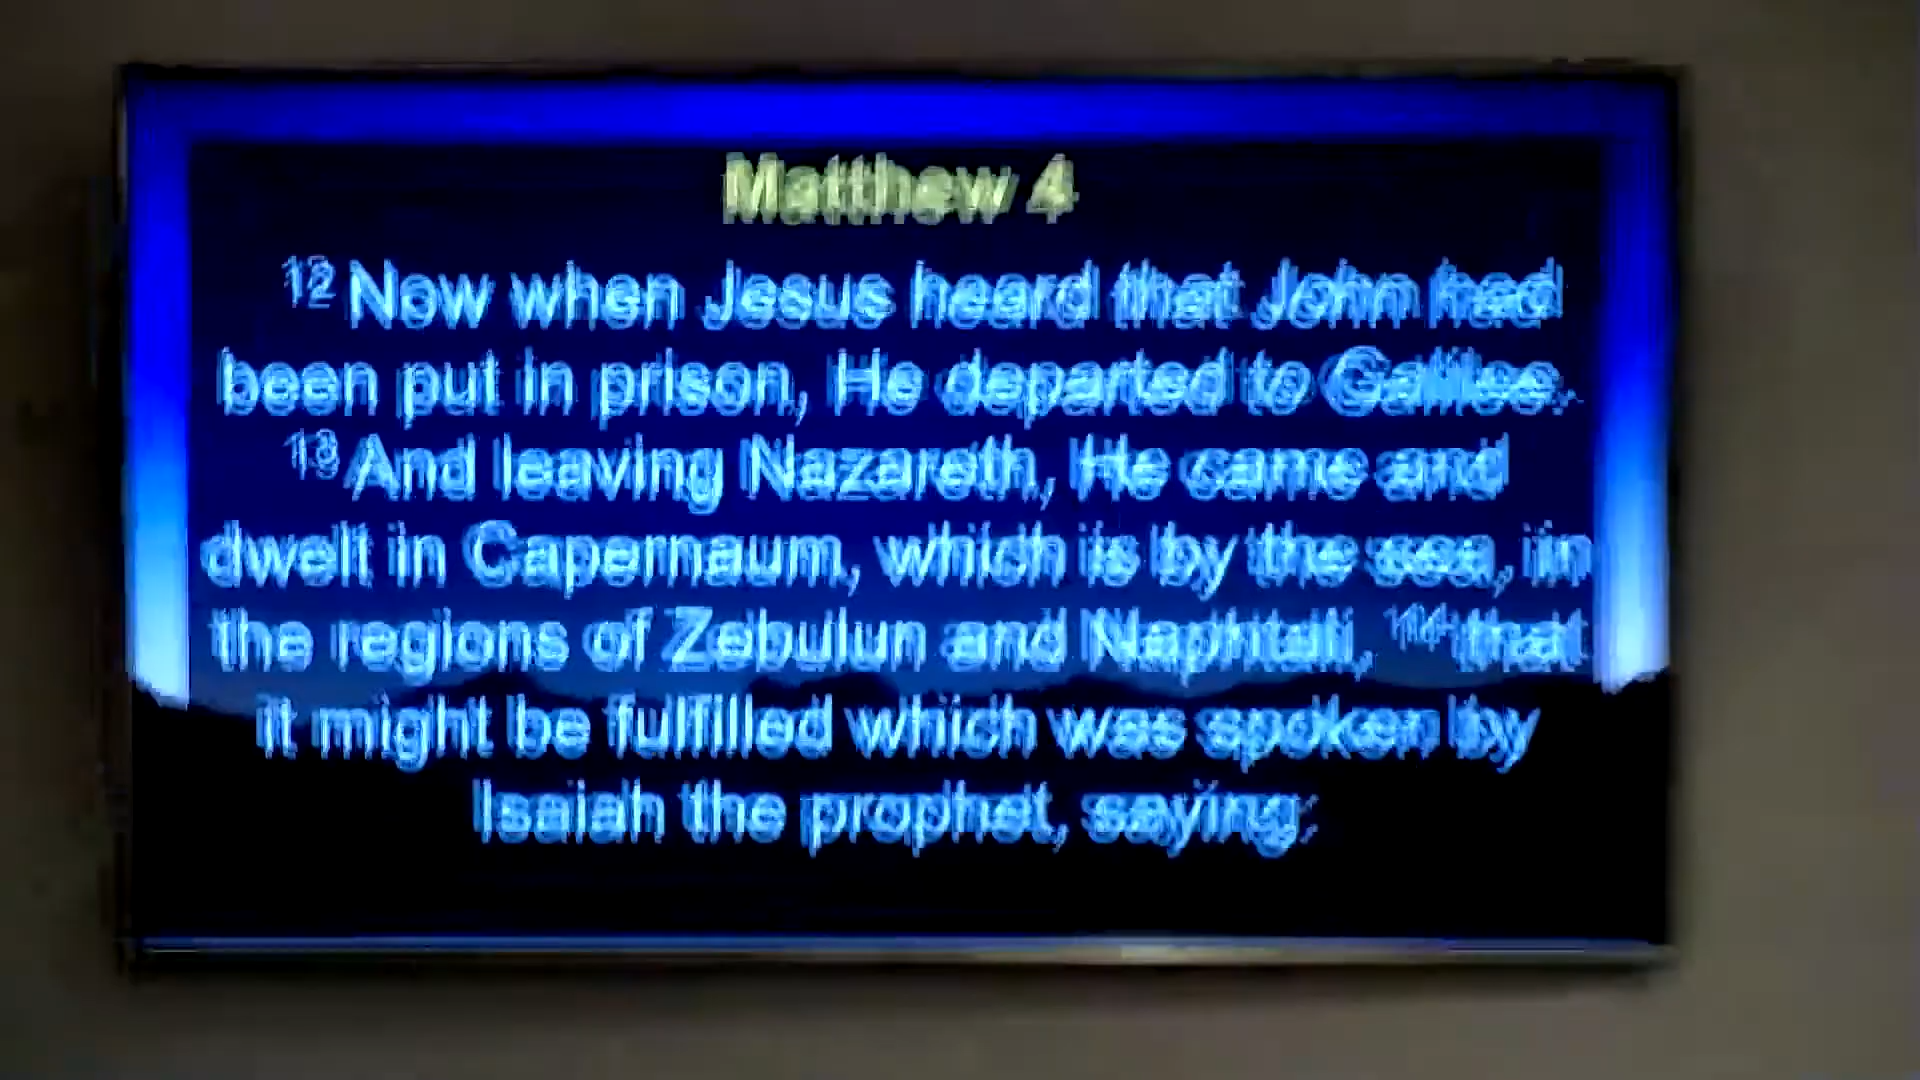 Matthew 4
12 Now when Jesus heard that John had
been put in prison, He departed to Galilee.
13 And leaving Nazareth, He came and
dwelt in Capernaum, which is by the sea, in
the regions of Zebulun and Naphtali, 14 that
it might be fulfilled which was spoken by
Isaiah the prophet, saying: